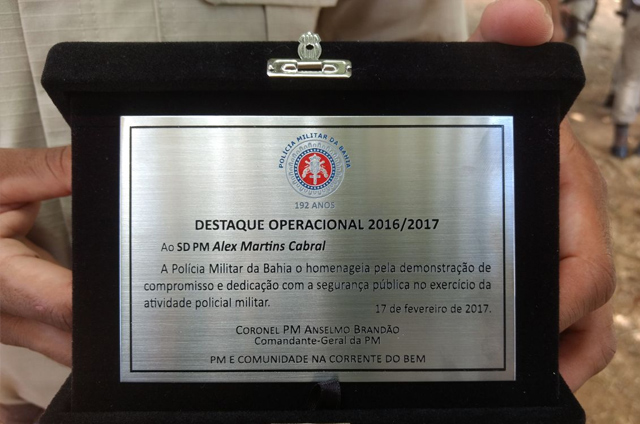 POLÍCIA MILITAR DA BAHIA
192 ANOS
DESTAQUE OPERACIONAL 2016/2017
Ao SD PM Alex Martins Cabral
A Polícia Militar da Bahia o homenageia pela demonstração de
compromisso e dedicação com a segurança pública no exercício da
atividade policial militar.
17 de fevereiro de 2017.
CORONEL PM ANSELMO BRANDÃO
Comandante-Geral da PM
PM E COMUNIDADE NA CORRENTE DO BEM